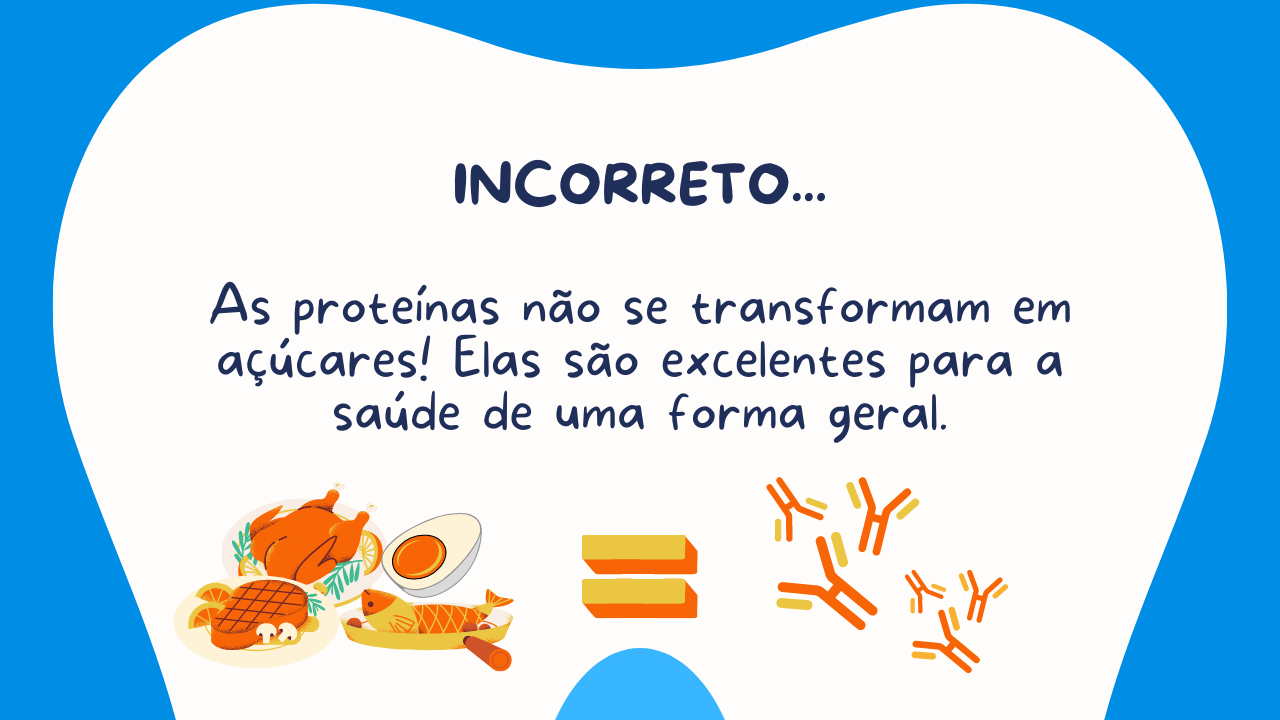 INCORRETO...
As proteínas não se transformam em
açúcares! Elas são excelentes para a
saúde de uma forma geral.